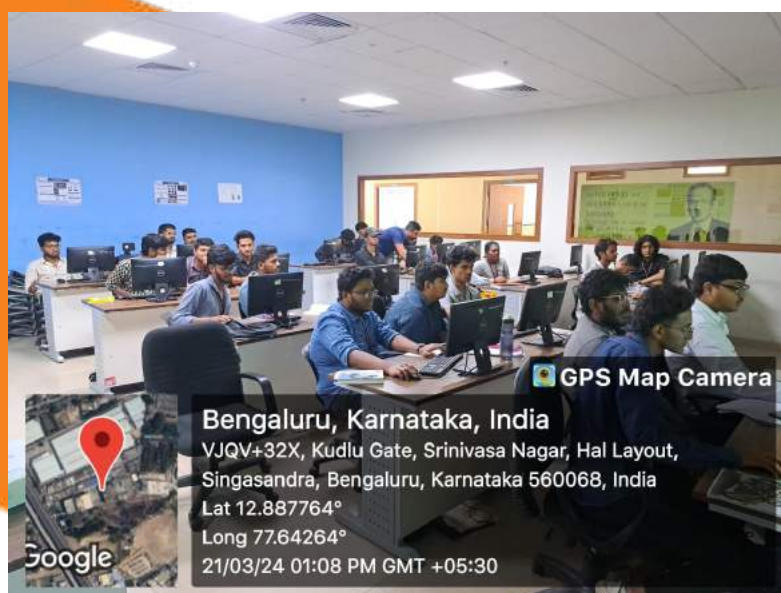 GPS Map Camera
Bengaluru, Karnataka, India
VJQV+32X, Kudlu Gate, Srinivasa Nagar, Hal Layout,
Singasandra, Bengaluru, Karnataka 560068, India
Lat 12.887764°
Long 77.64264°
21/03/24 01:08 PM GMT +05:30
Google